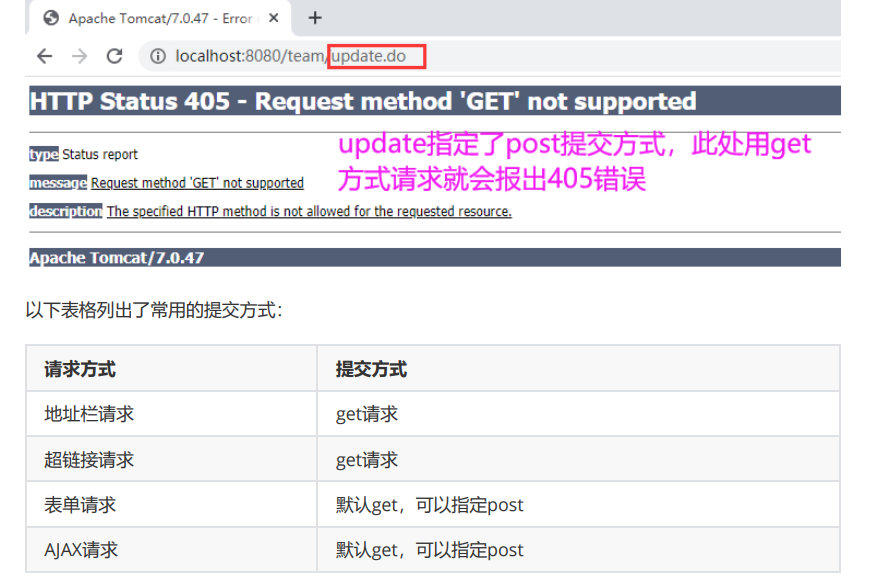 Apache Tomcat/7.0.47 - Error
localhost:8080/team/update.do
HTTP Status 405 - Request method 'GET' not supported
type Status report
update指定了post提交方式，此处用get
方式请求就会报出405错误
message Request method 'GET' not supported
description The specified HTTP method is not allowed for the requested resource.
Apache Tomcat/7.0.47
以下表格列出了常用的提交方式：
请求方式 提交方式
地址栏请求 get请求
超链接请求 get请求
表单请求 默认get，可以指定post
AJAX请求 默认get，可以指定post